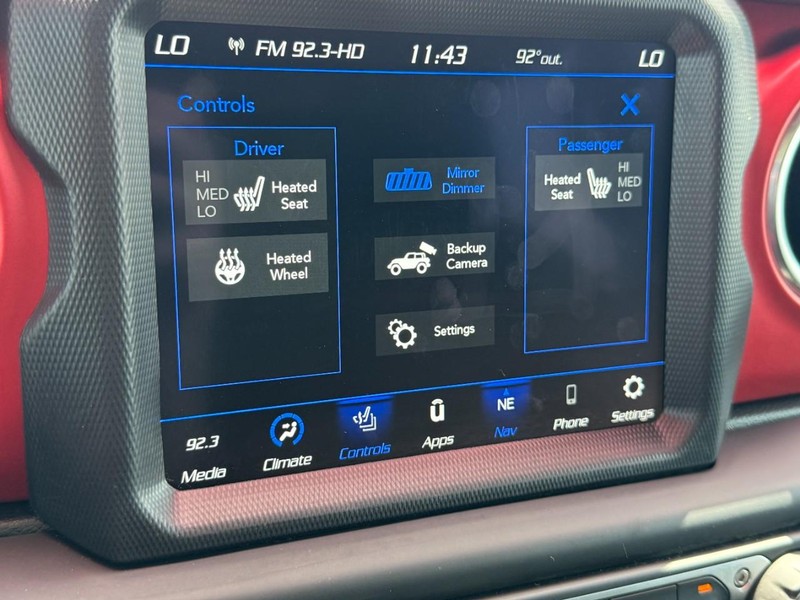 LO FM 92.3-HD 11:43 92°out. LO
Controls X
Driver
HI
MED
LO
Heated
Seat
Heated
Wheel
Mirror
Dimmer
Backup
Camera
Settings
Passenger
Heated
Seat
HI
MED
LO
92.3
Media
Climate
Controls
Apps
NE
Nav
Phone
Settings